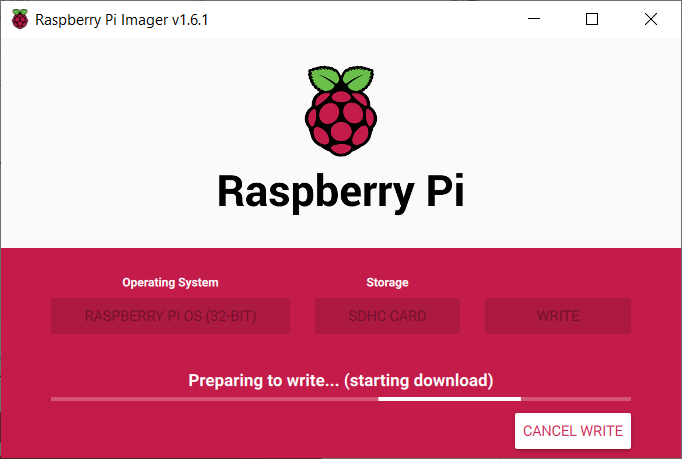 Raspberry Pi Imager v1.6.1
Raspberry Pi
Operating System Storage
RASPBERRY PI OS (32-BIT) SDHC CARD WRITE
Preparing to write... (starting download)
CANCEL WRITE